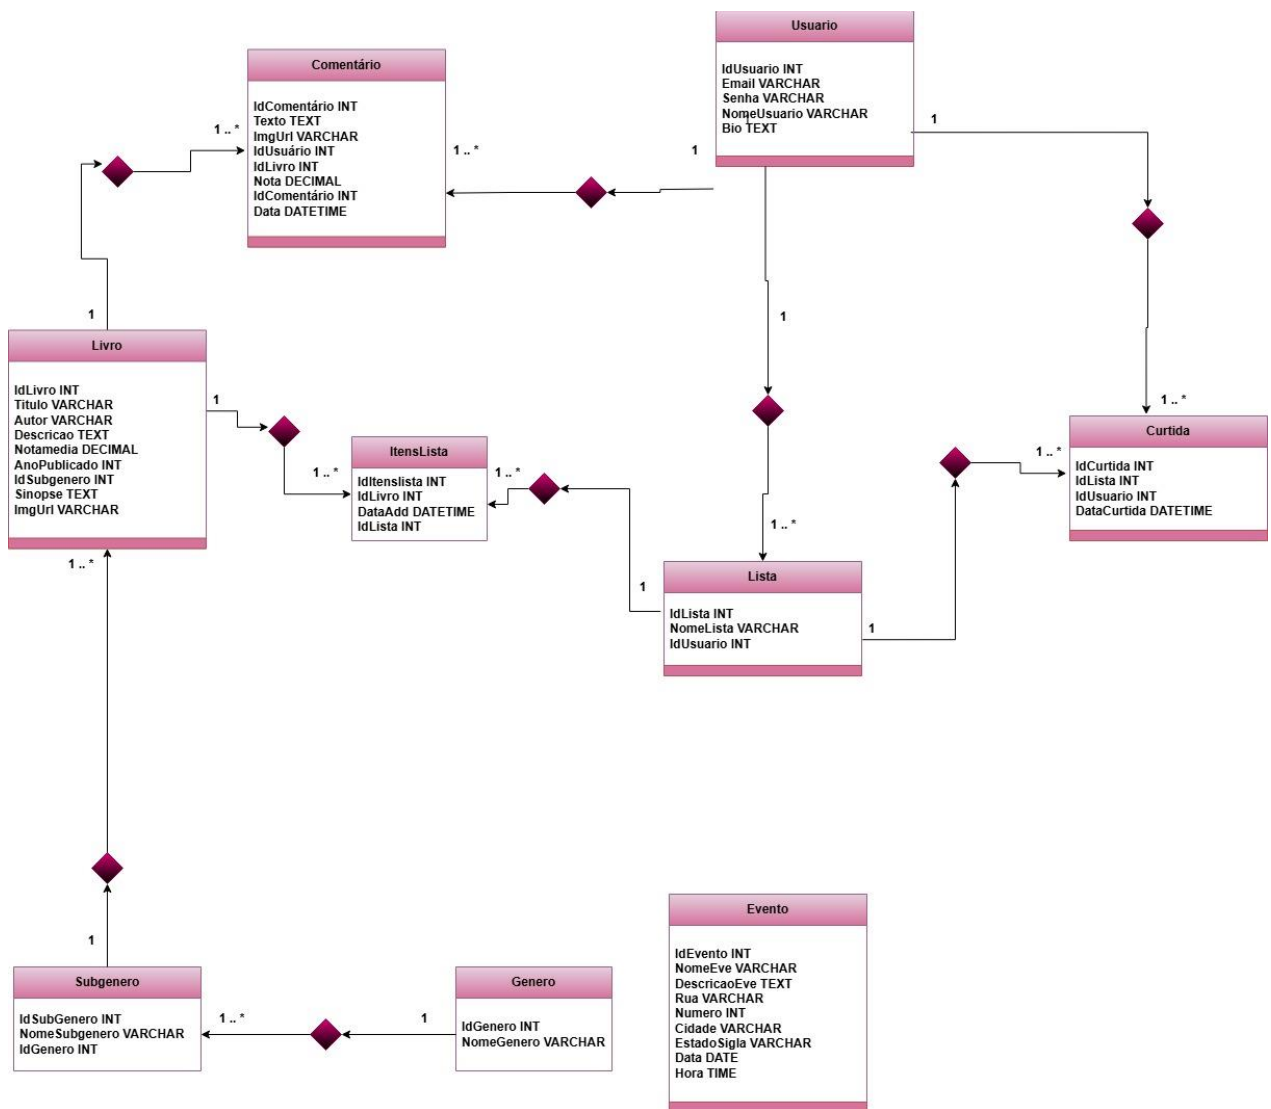 Usuario
IdUsuario INT
Email VARCHAR
Senha VARCHAR
NomeUsuario VARCHAR
Bio TEXT
Comentário
IdComentário INT
Texto TEXT
ImgUrl VARCHAR
IdUsuário INT
IdLivro INT
Nota DECIMAL
IdComentário INT
Data DATETIME
1 .. *
1 .. *
1
1
1
1
Livro
IdLivro INT
Titulo VARCHAR
Autor VARCHAR
Descricao TEXT
Notamedia DECIMAL
AnoPublicado INT
IdSubgenero INT
Sinopse TEXT
ImgUrl VARCHAR
1
1 .. *
ItensLista
IdItenslista INT
IdLivro INT
DataAdd DATETIME
IdLista INT
1 .. *
1 .. *
1 .. *
1 .. *
Curtida
IdCurtida INT
IdLista INT
IdUsuario INT
DataCurtida DATETIME
1 .. *
1
Lista
IdLista INT
NomeLista VARCHAR
IdUsuario INT
1
1
Subgenero
IdSubGenero INT
NomeSubgenero VARCHAR
IdGenero INT
1 .. *
1
Genero
IdGenero INT
NomeGenero VARCHAR
Evento
IdEvento INT
NomeEve VARCHAR
DescricaoEve TEXT
Rua VARCHAR
Numero INT
Cidade VARCHAR
EstadoSigla VARCHAR
Data DATE
Hora TIME